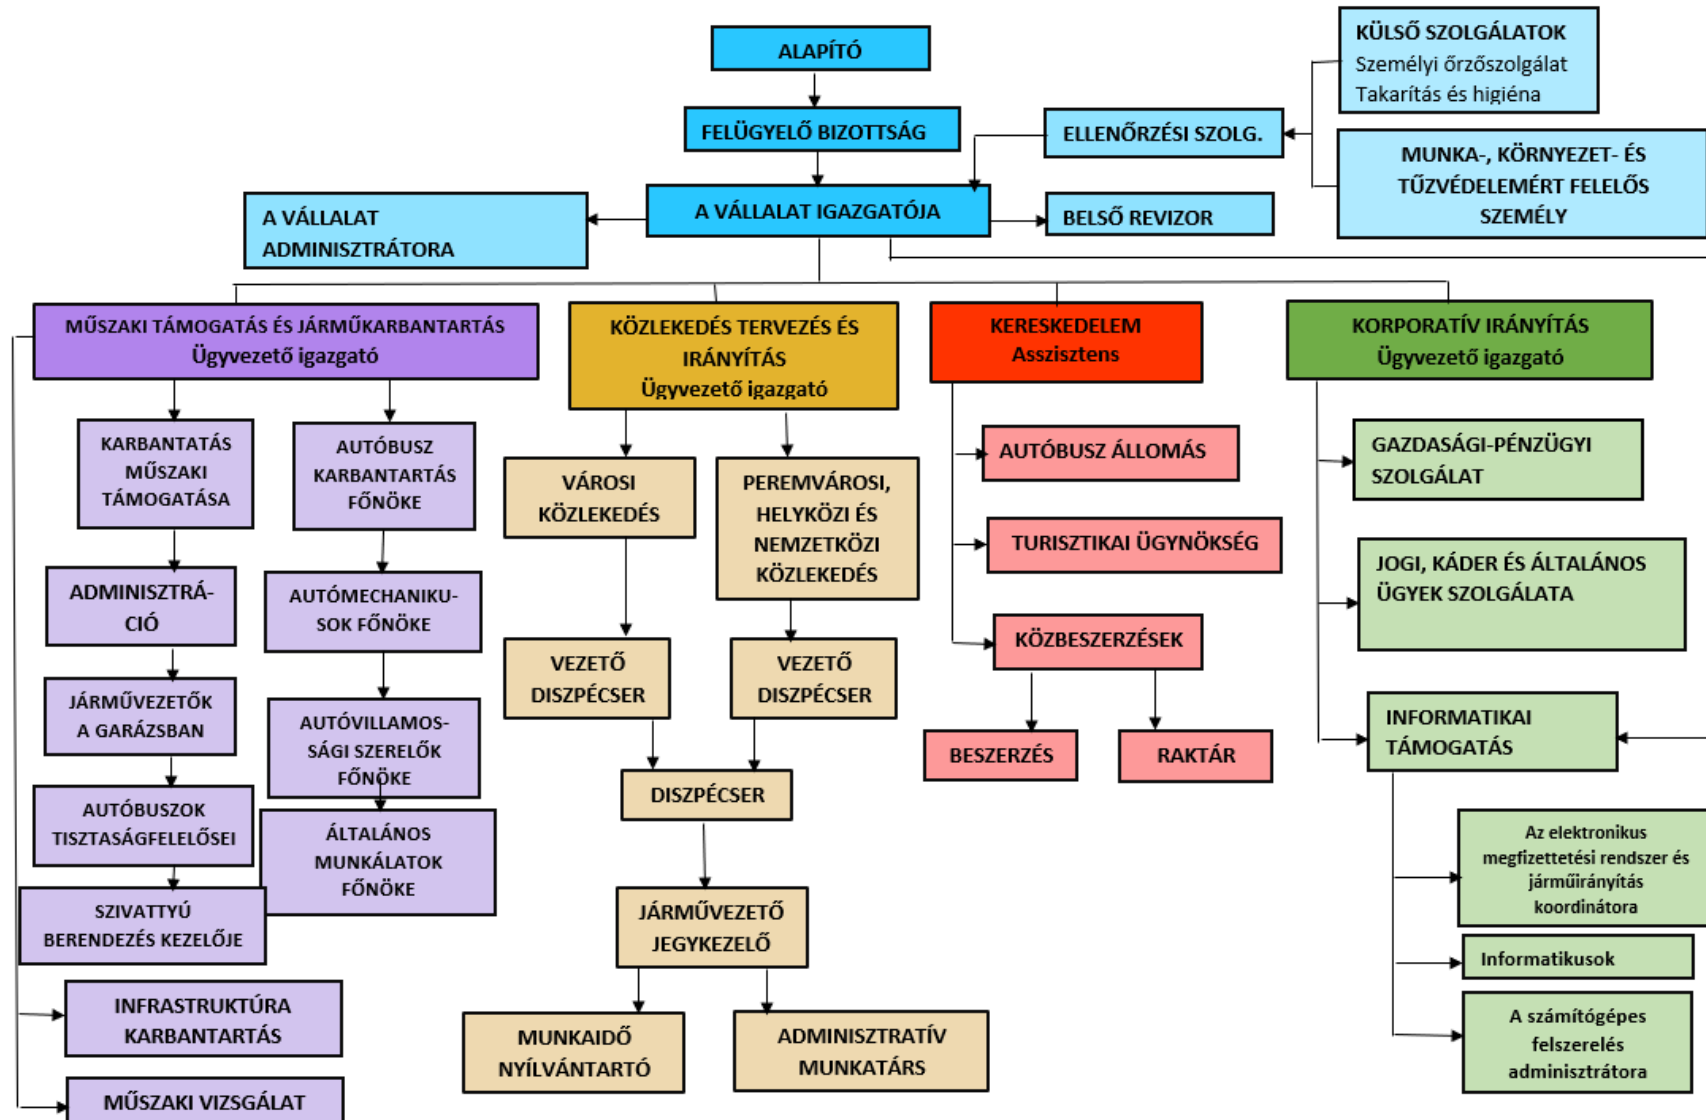 ALAPÍTÓ
KÜLSŐ SZOLGÁLATOK
Személyi őrzőszolgálat
Takarítás és higiéna
FELÜGYELŐ BIZOTTSÁG
ELLENŐRZÉSI SZOLG.
MUNKA-, KÖRNYEZET- ÉS
TŰZVÉDELEMÉRT FELELŐS
SZEMÉLY
A VÁLLALAT
ADMINISZTRÁTORA
A VÁLLALAT IGAZGATÓJA
BELSŐ REVIZOR
MŰSZAKI TÁMOGATÁS ÉS JÁRMŰKARBANTARTÁS
Ügyvezető igazgató
KÖZLEKEDÉS TERVEZÉS ÉS
IRÁNYÍTÁS
Ügyvezető igazgató
KERESKEDELEM
Asszisztens
KORPORATÍV IRÁNYÍTÁS
Ügyvezető igazgató
KARBANTATÁS
MŰSZAKI
TÁMOGATÁSA
ADMINISZTRÁ-
CIÓ
JÁRMŰVEZETŐK
A GARÁZSBAN
AUTÓBUSZOK
TISZTASÁGFELELŐSEI
SZIVATTYÚ
BERENDEZÉS KEZELŐJE
AUTÓBUSZ
KARBANTARTÁS
FŐNÖKE
AUTÓMECHANIKU-
SOK FŐNÖKE
AUTÓVILLAMOS-
SÁGI SZERELŐK
FŐNÖKE
ÁLTALÁNOS
MUNKÁLATOK
FŐNÖKE
INFRASTRUKTÚRA
KARBANTARTÁS
MŰSZAKI VIZSGÁLAT
VÁROSI
KÖZLEKEDÉS
PEREMVÁROSI,
HELYKÖZI ÉS
NEMZETKÖZI
KÖZLEKEDÉS
VEZETŐ
DISZPÉCSER
VEZETŐ
DISZPÉCSER
DISZPÉCSER
JÁRMŰVEZETŐ
JEGYKEZELŐ
MUNKAIDŐ
NYÍLVÁNTARTÓ
ADMINISZTRATÍV
MUNKATÁRS
AUTÓBUSZ ÁLLOMÁS
TURISZTIKAI ÜGYNÖKSÉG
KÖZBESZERZÉSEK
BESZERZÉS
RAKTÁR
GAZDASÁGI-PÉNZÜGYI
SZOLGÁLAT
JOGI, KÁDER ÉS ÁLTALÁNOS
ÜGYEK SZOLGÁLATA
INFORMATIKAI
TÁMOGATÁS
Az elektronikus
megfizettetési rendszer és
járműirányítás
koordinátora
Informatikusok
A számítógépes
felszerelés
adminisztrátora